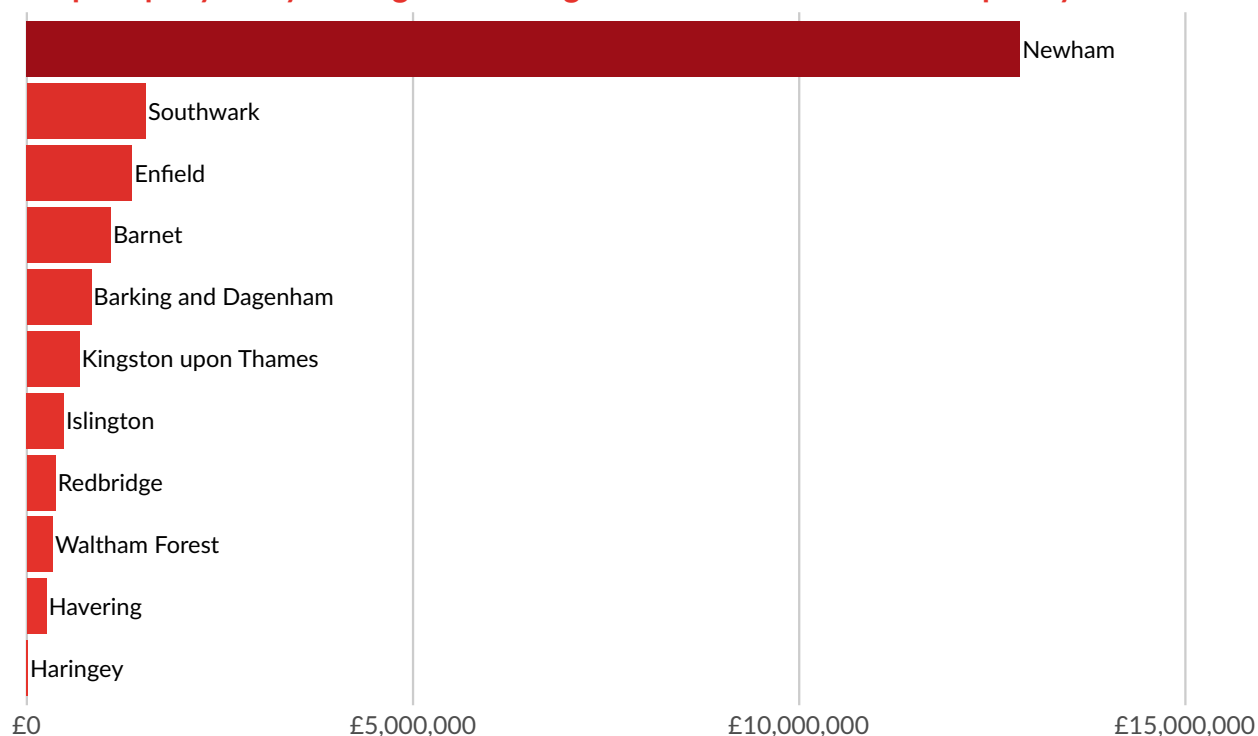 Newham
Southwark
Enfield
Barnet
Barking and Dagenham
Kingston upon Thames
Islington
Redbridge
Waltham Forest
Havering
Haringey
£0 £5,000,000 £10,000,000 £15,000,000